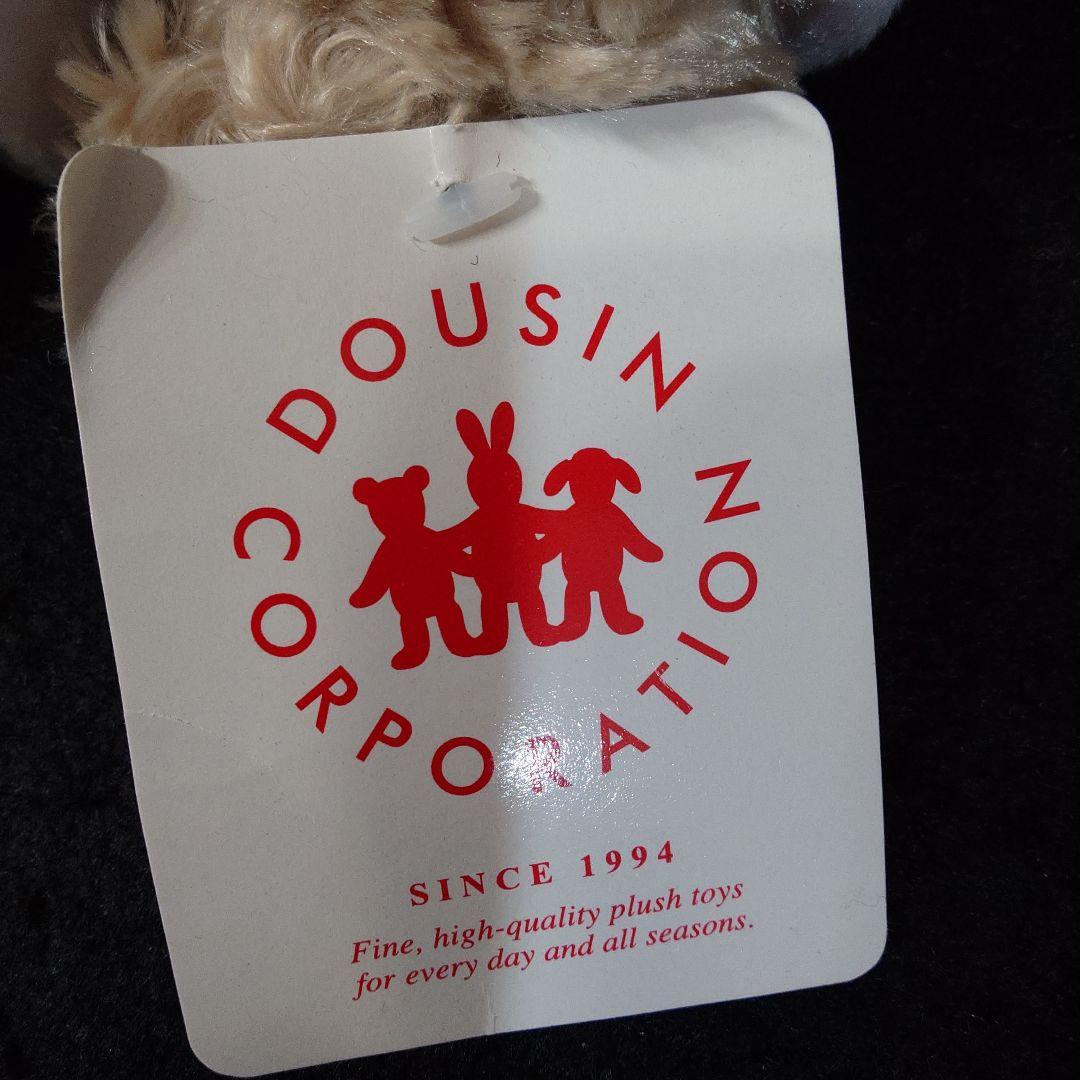 DOUSIN
CORPORATION
SINCE 1994
Fine, high-quality plush toys
for every day and all seasons.